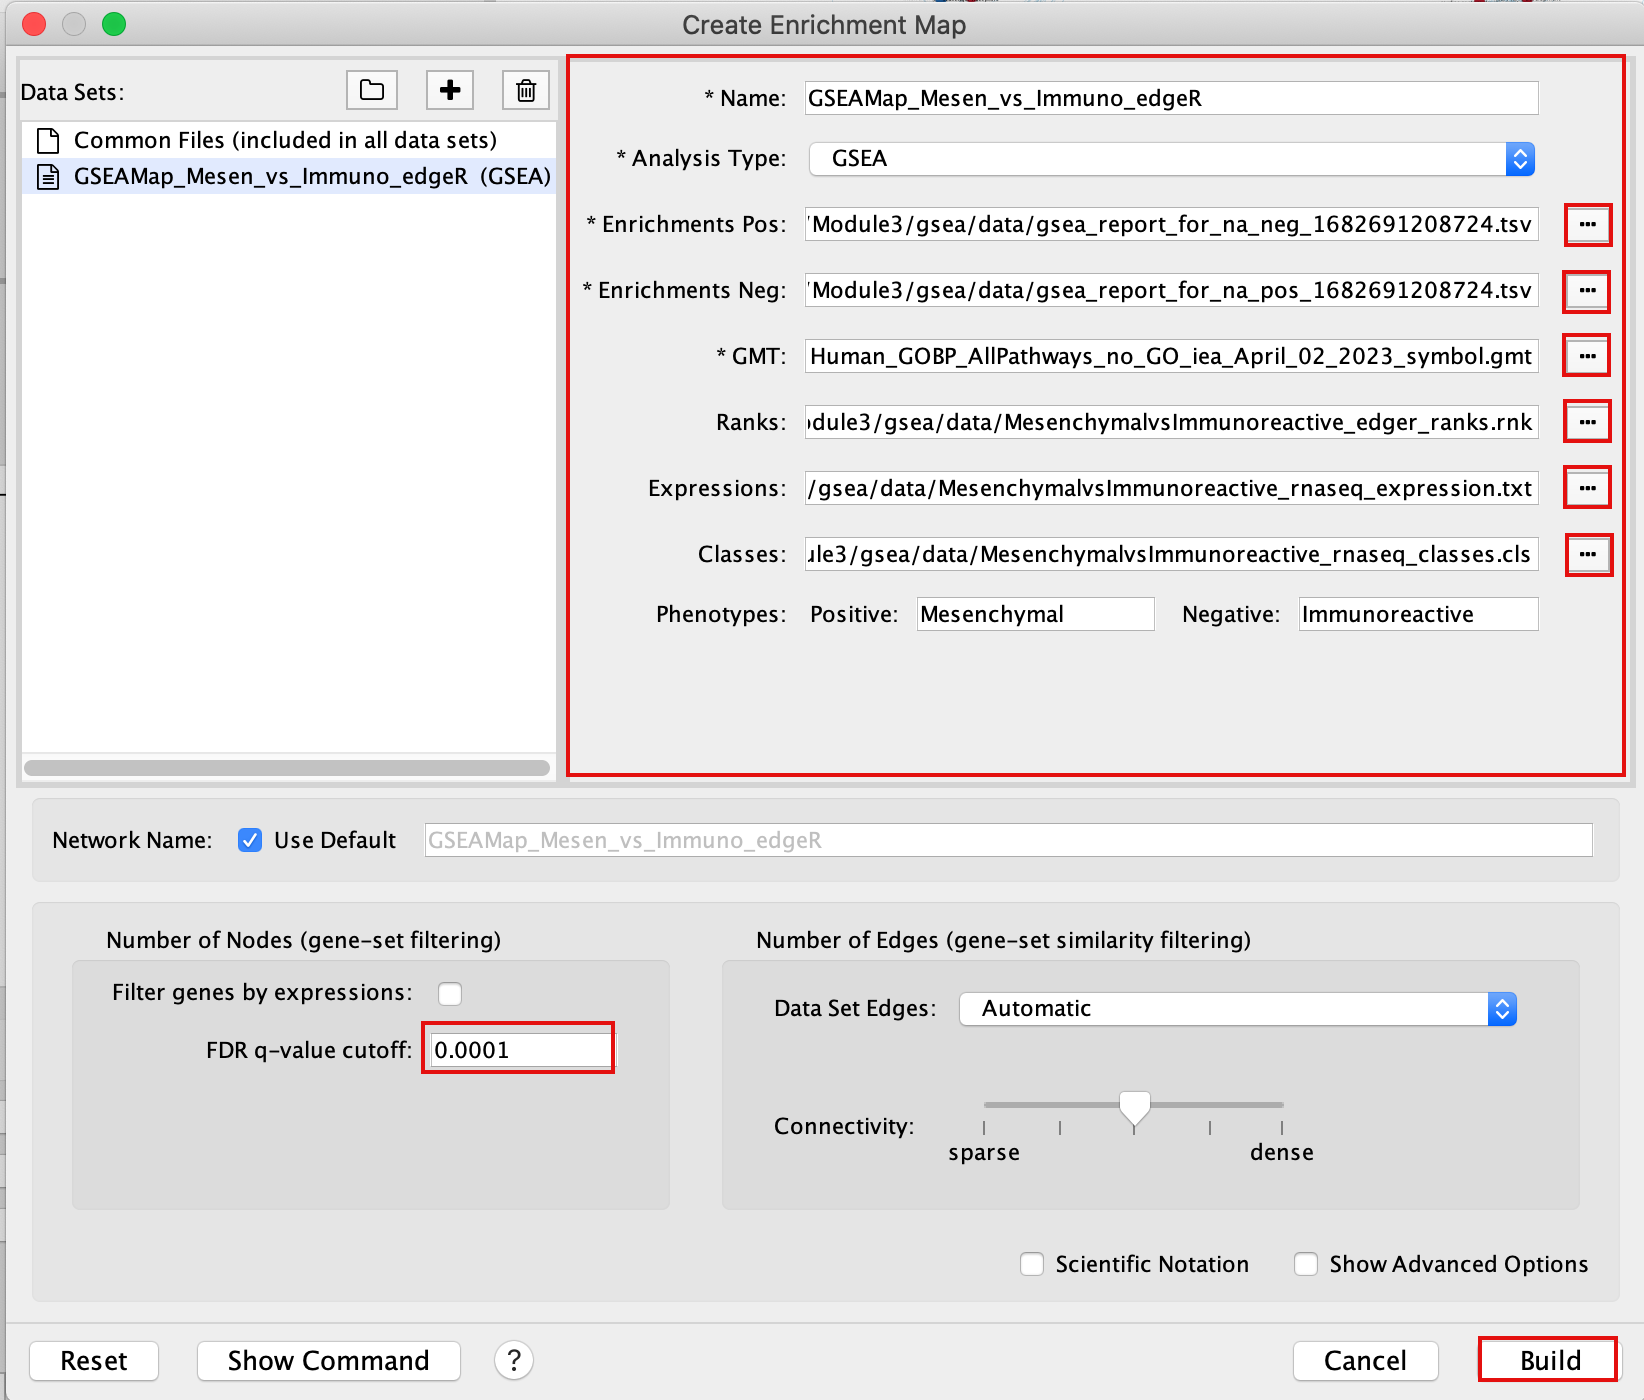 Create Enrichment Map
Data Sets:
Common Files (included in all data sets)
GSEAMap_Mesen_vs_Immuno_edgeR (GSEA)
* Name: GSEAMap_Mesen_vs_Immuno_edgeR
* Analysis Type: GSEA
* Enrichments Pos: /Module3/gsea/data/gsea_report_for_na_neg_1682691208724.tsv ...
* Enrichments Neg: /Module3/gsea/data/gsea_report_for_na_pos_1682691208724.tsv ...
* GMT: Human_GOBP_AllPathways_no_GO_iea_April_02_2023_symbol.gmt ...
Ranks: odule3/gsea/data/MesenchymalvsImmunoreactive_edger_ranks.rnk ...
Expressions: /gsea/data/MesenchymalvsImmunoreactive_rnaseq_expression.txt ...
Classes: ule3/gsea/data/MesenchymalvsImmunoreactive_rnaseq_classes.cls ...
Phenotypes: Positive: Mesenchymal Negative: Immunoreactive
Network Name: Use Default GSEAMap_Mesen_vs_Immuno_edgeR
Number of Nodes (gene-set filtering)
Filter genes by expressions:
FDR q-value cutoff: 0.0001
Number of Edges (gene-set similarity filtering)
Data Set Edges: Automatic
Connectivity:
sparse dense
Scientific Notation Show Advanced Options
Reset Show Command ? Cancel Build